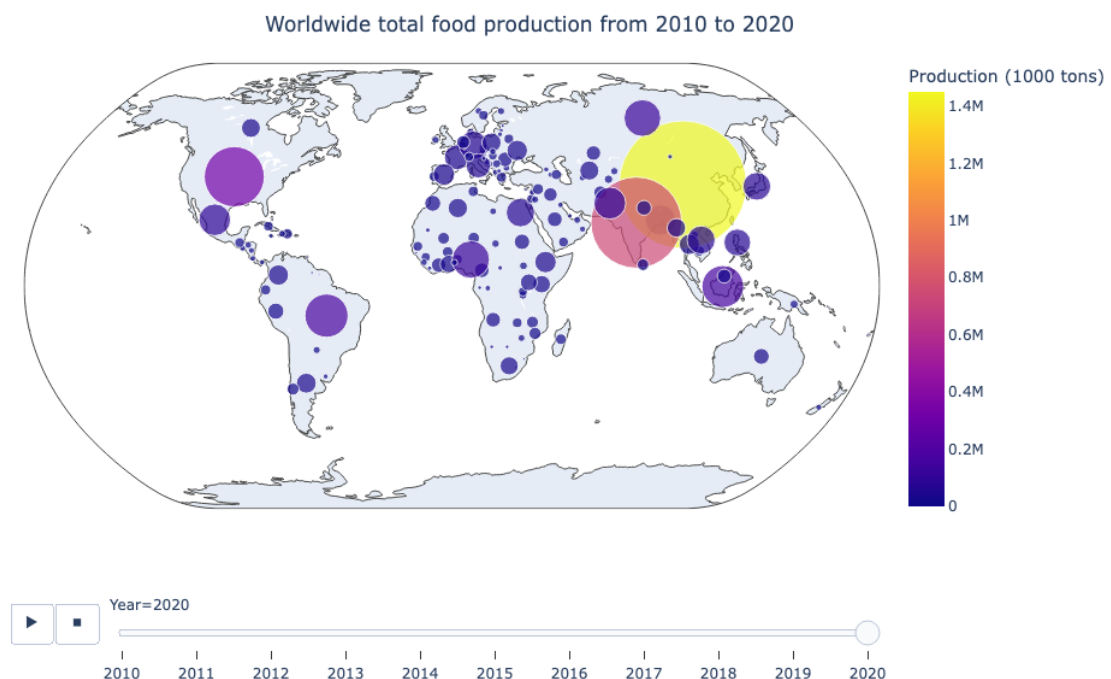 Worldwide total food production from 2010 to 2020
Production (1000 tons)
1.4M
1.2M
1M
0.8M
0.6M
0.4M
0.2M
0
Year=2020
2010 2011 2012 2013 2014 2015 2016 2017 2018 2019 2020